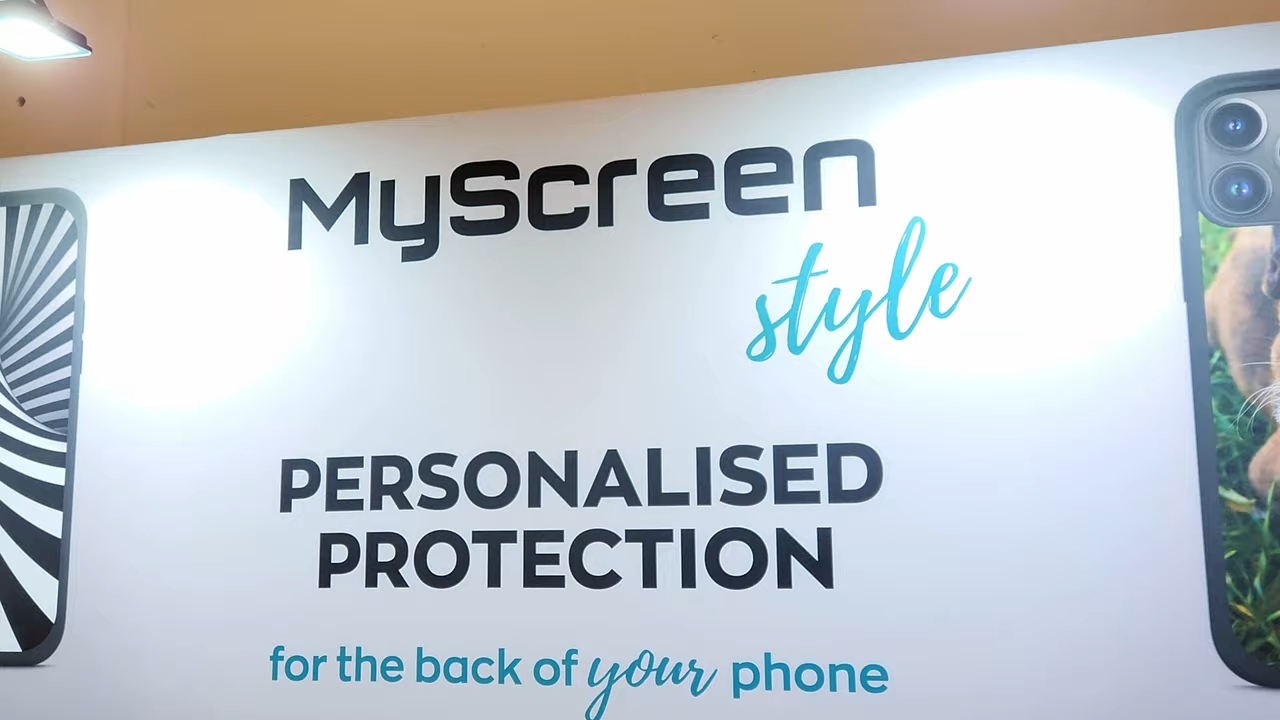 MyScreen
style
PERSONALISED
PROTECTION
for the back of your phone